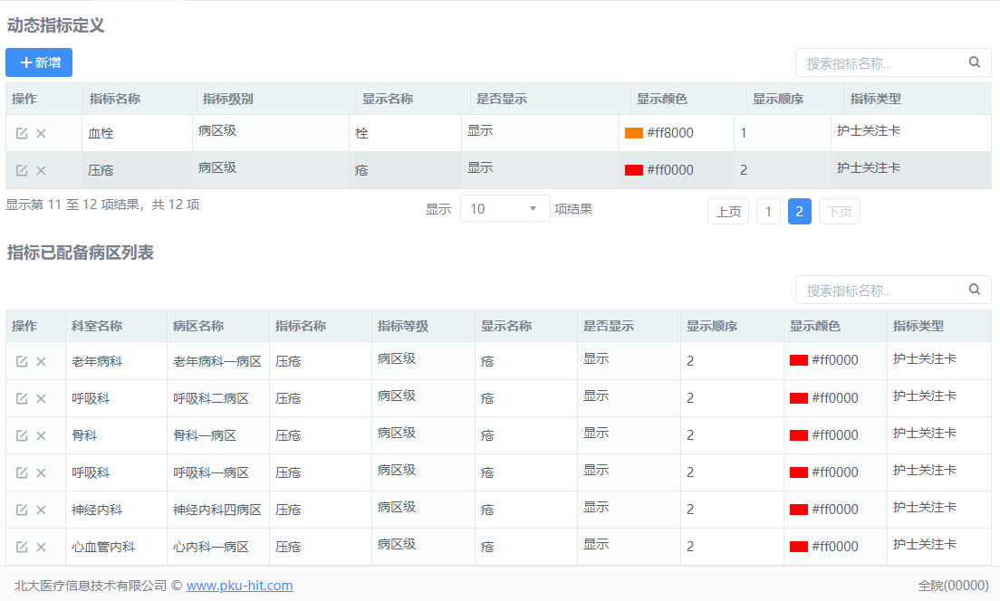 动态指标定义
新增
搜索指标名称...
操作 指标名称 指标级别 显示名称 是否显示 显示颜色 显示顺序 指标类型
血栓 病区级 栓 显示 #ff8000 1 护士关注卡
压疮 病区级 疮 显示 #ff0000 2 护士关注卡
显示第 11 至 12 项结果，共 12 项 显示 10 项结果 上页 1 2 下页
指标已配备病区列表
搜索指标名称...
操作 科室名称 病区名称 指标名称 指标等级 显示名称 是否显示 显示顺序 显示颜色 指标类型
老年病科 老年病科一病区 压疮 病区级 疮 显示 2 #ff0000 护士关注卡
呼吸科 呼吸科二病区 压疮 病区级 疮 显示 2 #ff0000 护士关注卡
骨科 骨科一病区 压疮 病区级 疮 显示 2 #ff0000 护士关注卡
呼吸科 呼吸科一病区 压疮 病区级 疮 显示 2 #ff0000 护士关注卡
神经内科 神经内科四病区 压疮 病区级 疮 显示 2 #ff0000 护士关注卡
心血管内科 心内科一病区 压疮 病区级 疮 显示 2 #ff0000 护士关注卡
北大医疗信息技术有限公司 © www.pku-hit.com 全院(00000)